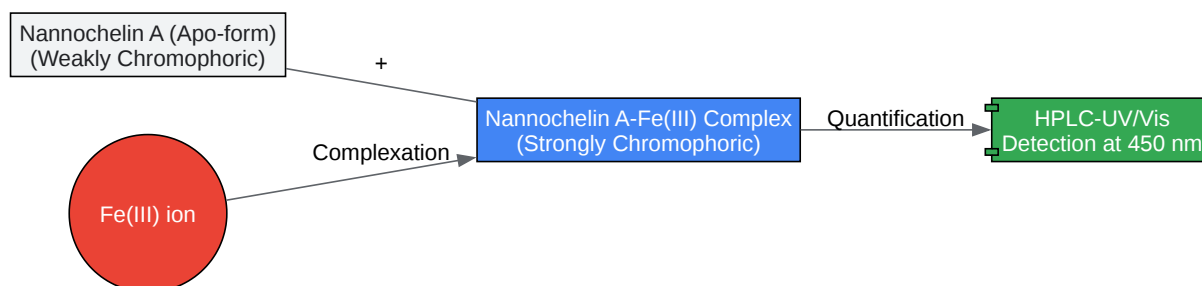 Nannochelin A (Apo-form)
(Weakly Chromophoric)
+
Nannochelin A-Fe(III) Complex
(Strongly Chromophoric)
Quantification
HPLC-UV/Vis
Detection at 450 nm
Complexation
Fe(III) ion